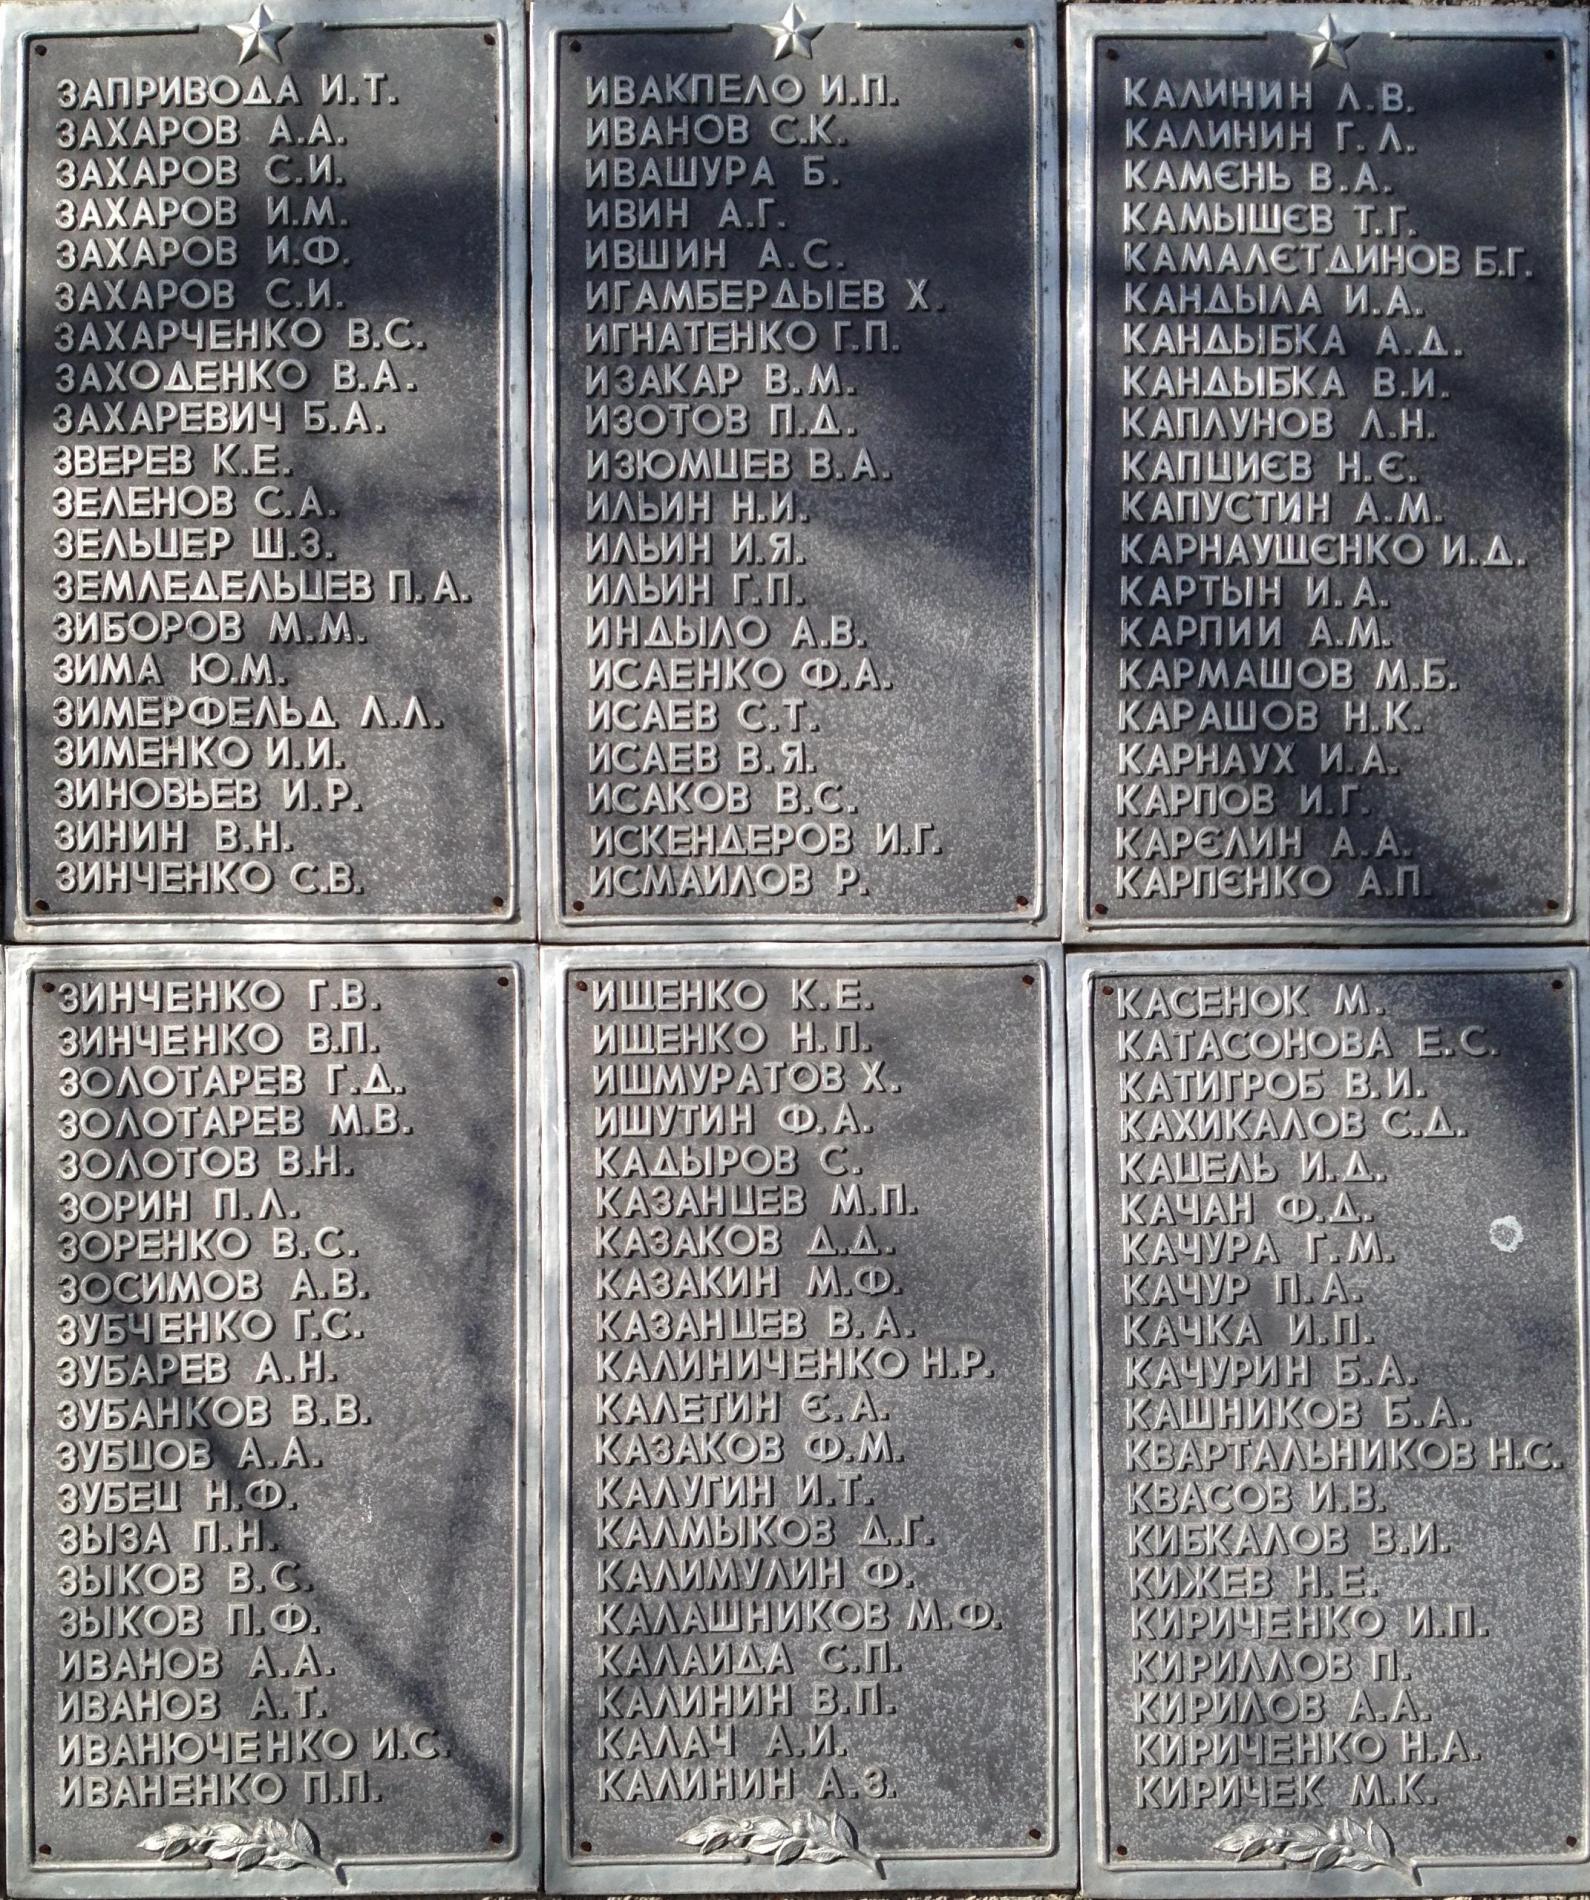 ЗАПРИВОДА И.Т.
ЗАХАРОВ А.А.
ЗАХАРОВ С.И.
ЗАХАРОВ И.М.
ЗАХАРОВ И.Ф.
ЗАХАРОВ С.И.
ЗАХАРЧЕНКО В.С.
ЗАХОДЕНКО В.А.
ЗАХАРЕВИЧ Б.А.
ЗВЕРЕВ К.Е.
ЗЕЛЕНОВ С.А.
ЗЕЛЬЦЕР Ш.З.
ЗЕМЛЕДЕЛЬЦЕВ П.А.
ЗИБОРОВ М.М.
ЗИМА Ю.М.
ЗИМЕРФЕЛЬД Л.Л.
ЗИМЕНКО И.И.
ЗИНОВЬЕВ И.Р.
ЗИНИН В.Н.
ЗИНЧЕНКО С.В.
ЗИНЧЕНКО Г.В.
ЗИНЧЕНКО В.П.
ЗОЛОТАРЕВ Г.Д.
ЗОЛОТАРЕВ М.В.
ЗОЛОТОВ В.Н.
ЗОРИН П.Л.
ЗОРЕНКО В.С.
ЗОСИМОВ А.В.
ЗУБЧЕНКО Г.С.
ЗУБАРЕВ А.Н.
ЗУБАНКОВ В.В.
ЗУБЦОВ А.А.
ЗУБЕЦ Н.Ф.
ЗЫЗА П.Н.
ЗЫКОВ В.С.
ЗЫКОВ П.Ф.
ИВАНОВ А.А.
ИВАНОВ А.Т.
ИВАНЮЧЕНКО И.С.
ИВАНЕНКО П.П.
ИВАКПЕЛО И.П.
ИВАНОВ С.К.
ИВАШУРА Б.
ИВИН А.Г.
ИВШИН А.С.
ИГАМБЕРДЫЕВ Х.
ИГНАТЕНКО Г.П.
ИЗАКАР В.М.
ИЗОТОВ П.Д.
ИЗЮМЦЕВ В.А.
ИЛЬИН Н.И.
ИЛЬИН И.Я.
ИЛЬИН Г.П.
ИНДЫЛО А.В.
ИСАЕНКО Ф.А.
ИСАЕВ С.Т.
ИСАЕВ В.Я.
ИСАКОВ В.С.
ИСКЕНДЕРОВ И.Г.
ИСМАИЛОВ Р.
ИЩЕНКО К.Е.
ИЩЕНКО Н.П.
ИШМУРАТОВ Х.
ИШУТИН Ф.А.
КАДЫРОВ С.
КАЗАНЦЕВ М.П.
КАЗАКОВ Д.Д.
КАЗАКИН М.Ф.
КАЗАНЦЕВ В.А.
КАЛИНИЧЕНКО Н.Р.
КАЛЕТИН Є.А.
КАЗАКОВ Ф.М.
КАЛУГИН И.Т.
КАЛМЫКОВ Д.Г.
КАЛИМУЛИН Ф.
КАЛАШНИКОВ М.Ф.
КАЛАИДА С.П.
КАЛИНИН В.П.
КАЛАЧ А.И.
КАЛИНИН А.З.
КАЛИНИН Л.В.
КАЛИНИН Г.Л.
КАМЄНЬ В.А.
КАМЫШЄВ Т.Г.
КАМАЛЄТДИНОВ Б.Г.
КАНДЫЛА И.А.
КАНДЫБКА А.Д.
КАНДЫБКА В.И.
КАПЛУНОВ Л.Н.
КАПЦИЄВ Н.Є.
КАПУСТИН А.М.
КАРНАУЩЄНКО И.Д.
КАРТЫН И.А.
КАРПИИ А.М.
КАРМАШОВ М.Б.
КАРАШОВ Н.К.
КАРНАУХ И.А.
КАРПОВ И.Г.
КАРЄЛИН А.А.
КАРПЄНКО А.П.
КАСЕНОК М.
КАТАСОНОВА Е.С.
КАТИГРОБ В.И.
КАХИКАЛОВ С.Д.
КАЦЕЛЬ И.Д.
КАЧАН Ф.Д.
КАЧУРА Г.М.
КАЧУР П.А.
КАЧКА И.П.
КАЧУРИН Б.А.
КАШНИКОВ Б.А.
КВАРТАЛЬНИКОВ Н.С.
КВАСОВ И.В.
КИБКАЛОВ В.И.
КИЖЕВ Н.Е.
КИРИЧЕНКО И.П.
КИРИЛЛОВ П.
КИРИЛОВ А.А.
КИРИЧЕНКО Н.А.
КИРИЧЕК М.К.